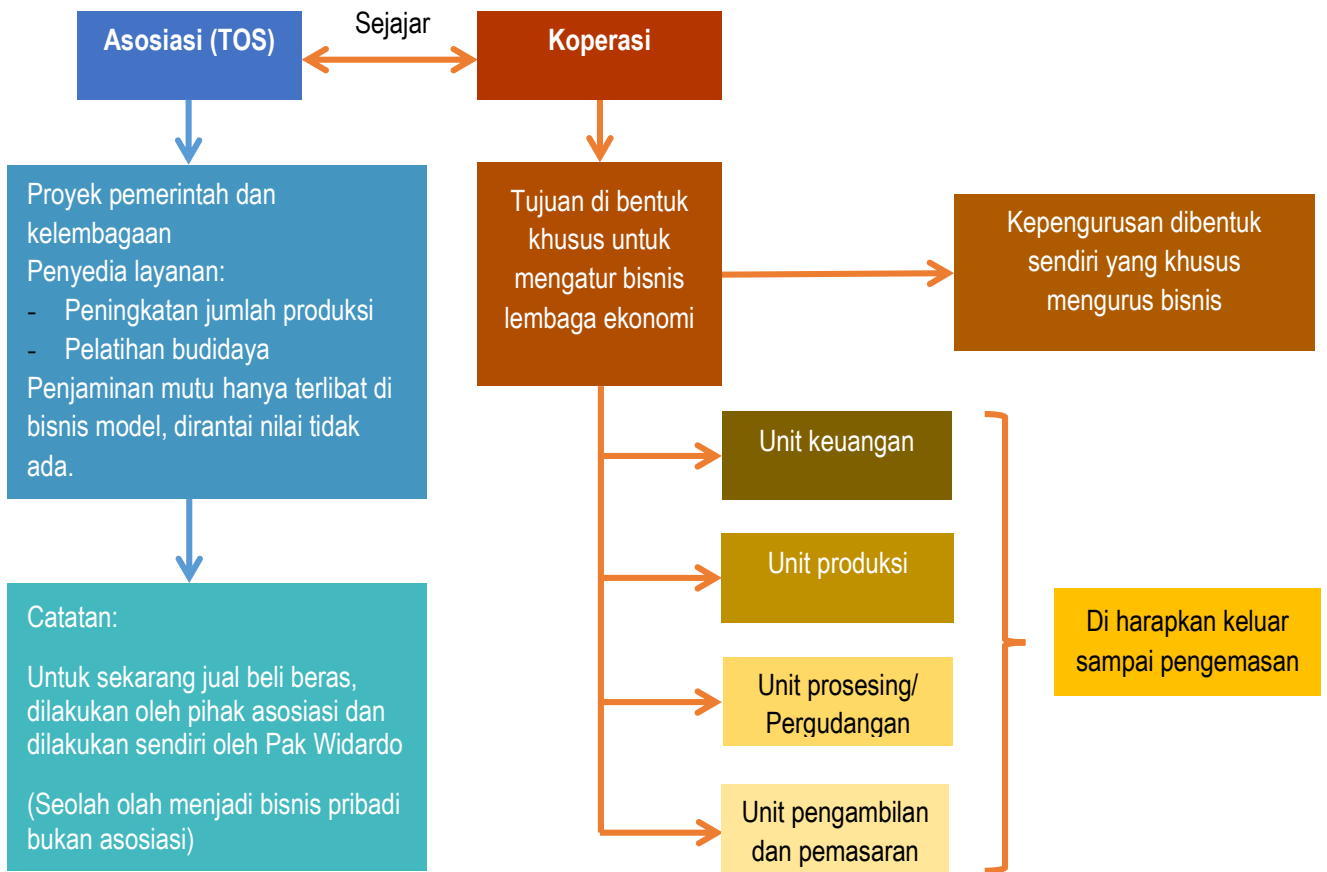 Asosiasi (TOS)
Sejajar
Koperasi
Proyek pemerintah dan
kelembagaan
Penyedia layanan:
- Peningkatan jumlah produksi
- Pelatihan budidaya
Penjaminan mutu hanya terlibat di
bisnis model, dirantai nilai tidak
ada.
Catatan:
Untuk sekarang jual beli beras,
dilakukan oleh pihak asosiasi dan
dilakukan sendiri oleh Pak Widardo
(Seolah olah menjadi bisnis pribadi
bukan asosiasi)
Tujuan di bentuk
khusus untuk
mengatur bisnis
lembaga ekonomi
Kepengurusan dibentuk
sendiri yang khusus
mengurus bisnis
Unit keuangan
Unit produksi
Unit prosesing/
Pergudangan
Unit pengambilan
dan pemasaran
Di harapkan keluar
sampai pengemasan